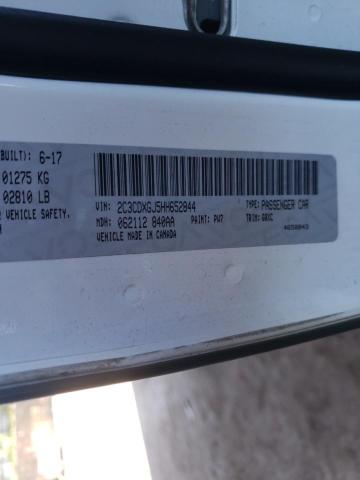 BUILT): 6-17
01275 KG
02810 LB
VEHICLE SAFETY.
VIN: 2C3CDXGJ5HH652844 TYPE: PASSENGER CAR
MDH: 062112 840AA PAINT: PW7 TRIM: GRXC
VEHICLE MADE IN CANADA